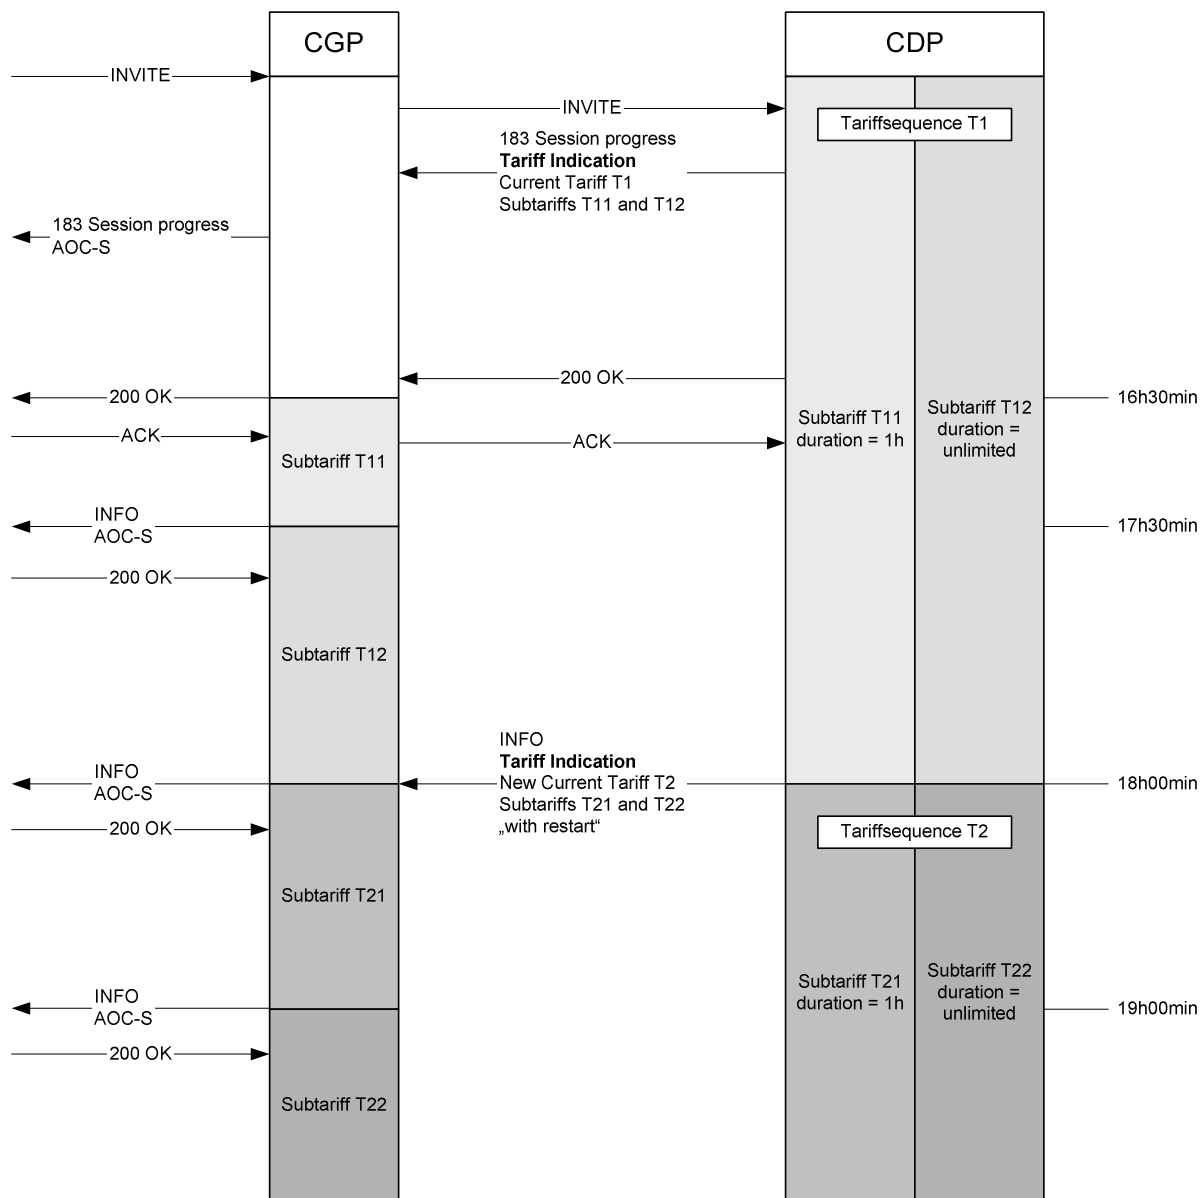 CGP
CDP
INVITE
INVITE
Tariffsequence T1
183 Session progress
Tariff Indication
Current Tariff T1
Subtariffs T11 and T12
183 Session progress
AOC-S
200 OK
200 OK
16h30min
Subtariff T11
duration = 1h
Subtariff T12
duration =
unlimited
ACK
ACK
Subtariff T11
INFO
AOC-S
17h30min
200 OK
Subtariff T12
INFO
Tariff Indication
New Current Tariff T2
Subtariffs T21 and T22
„with restart“
INFO
AOC-S
18h00min
200 OK
Tariffsequence T2
Subtariff T21
Subtariff T21
duration = 1h
Subtariff T22
duration =
unlimited
INFO
AOC-S
19h00min
200 OK
Subtariff T22